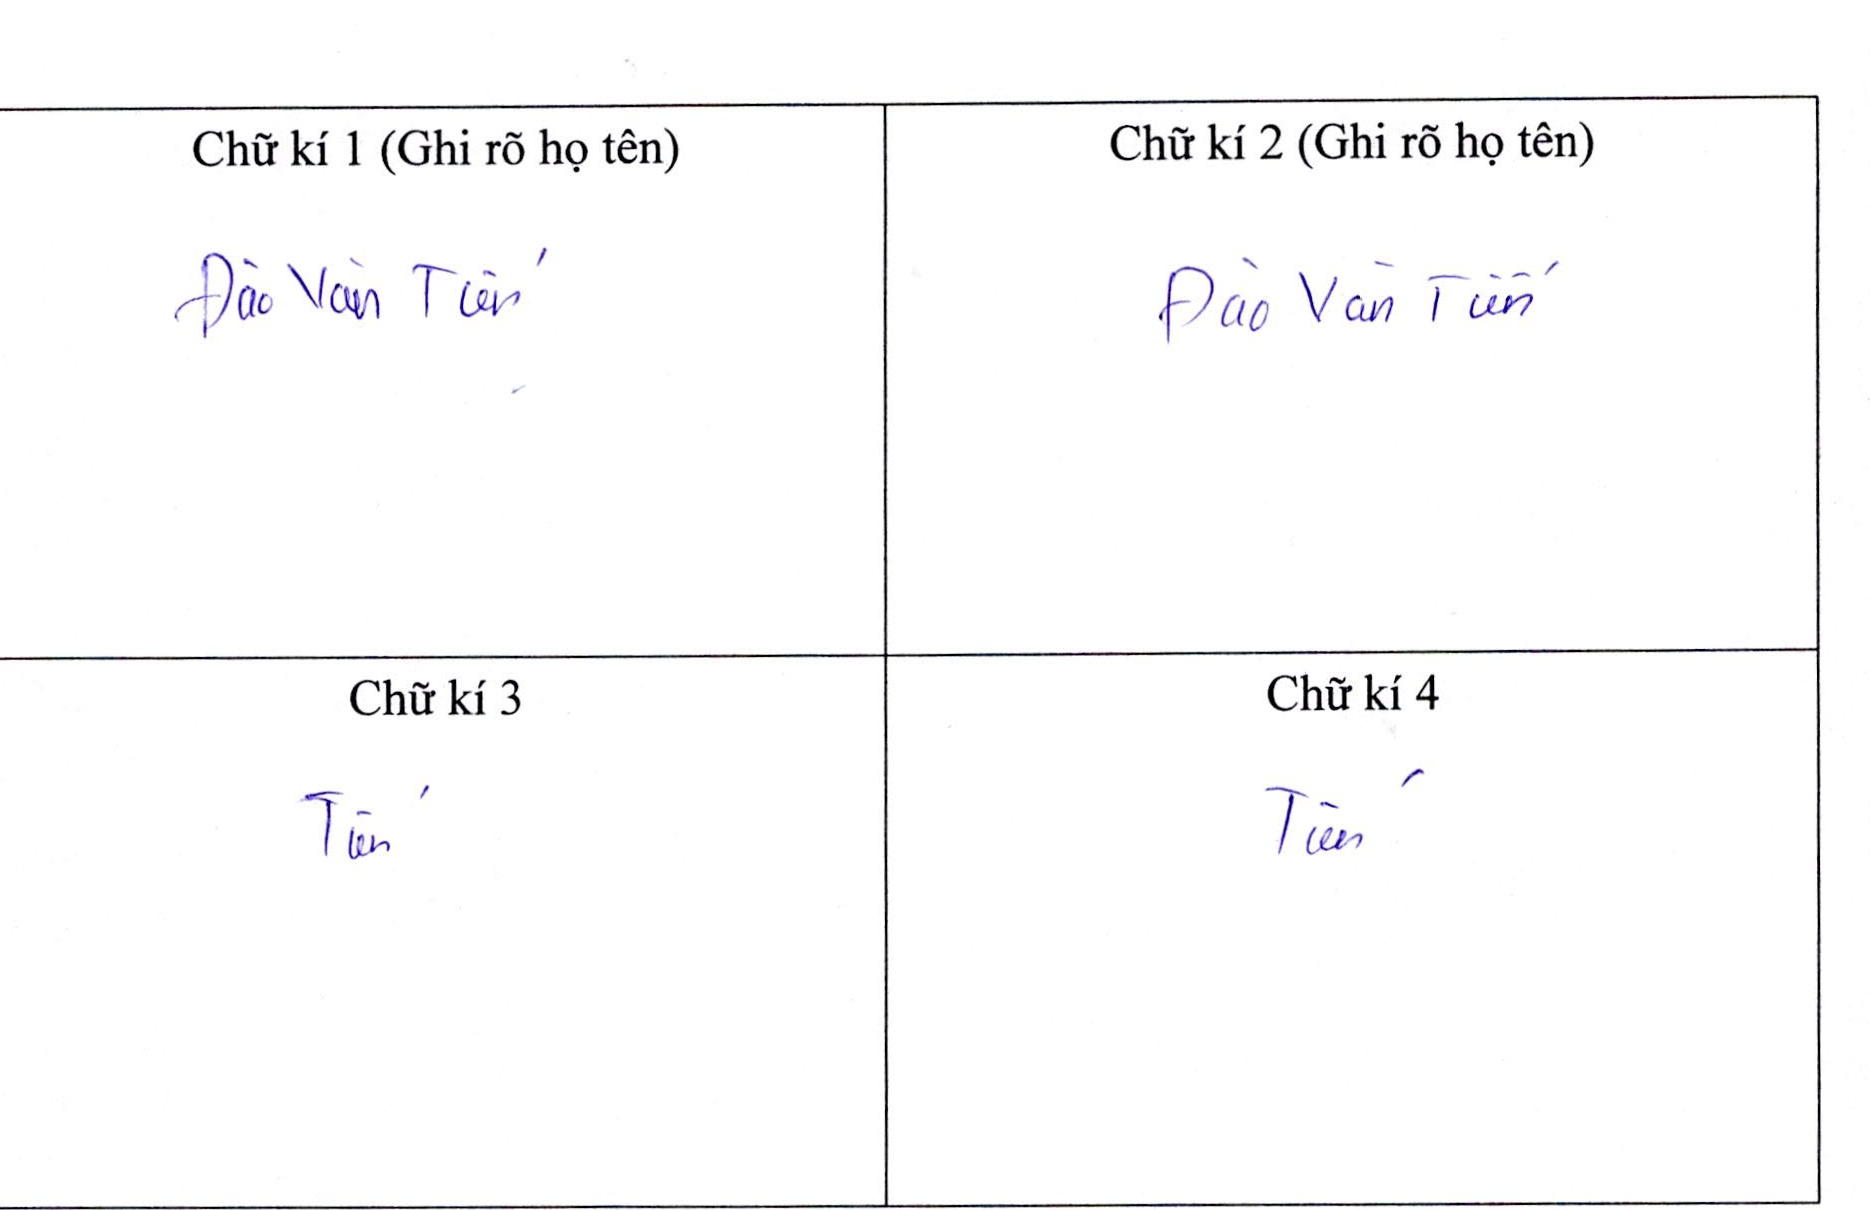 Chữ kí 1 (Ghi rõ họ tên)
Đào Văn Tiến
Chữ kí 2 (Ghi rõ họ tên)
Đào Văn Tiến
Chữ kí 3
Tiến
Chữ kí 4
Tiến